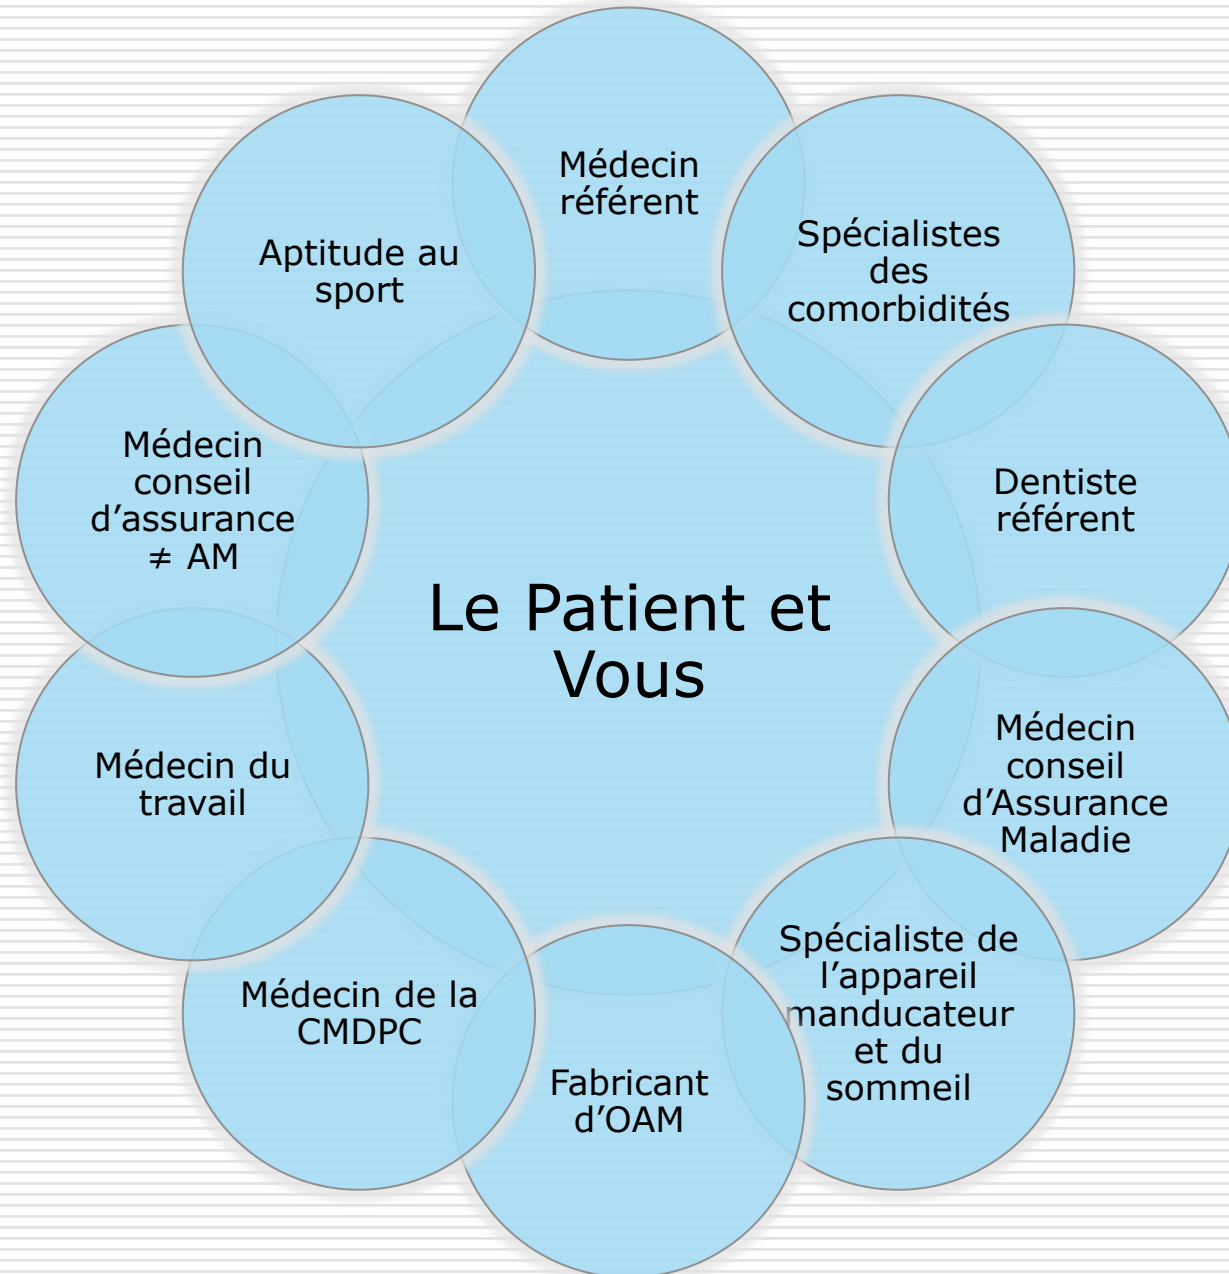 Médecin
référent
Spécialistes
des
comorbidités
Dentiste
référent
Médecin
conseil
d’Assurance
Maladie
Spécialiste de
l’appareil
manducateur
et du
sommeil
Fabricant
d’OAM
Médecin de la
CMDPC
Médecin du
travail
Médecin
conseil
d’assurance
≠ AM
Aptitude au
sport
Le Patient et
Vous